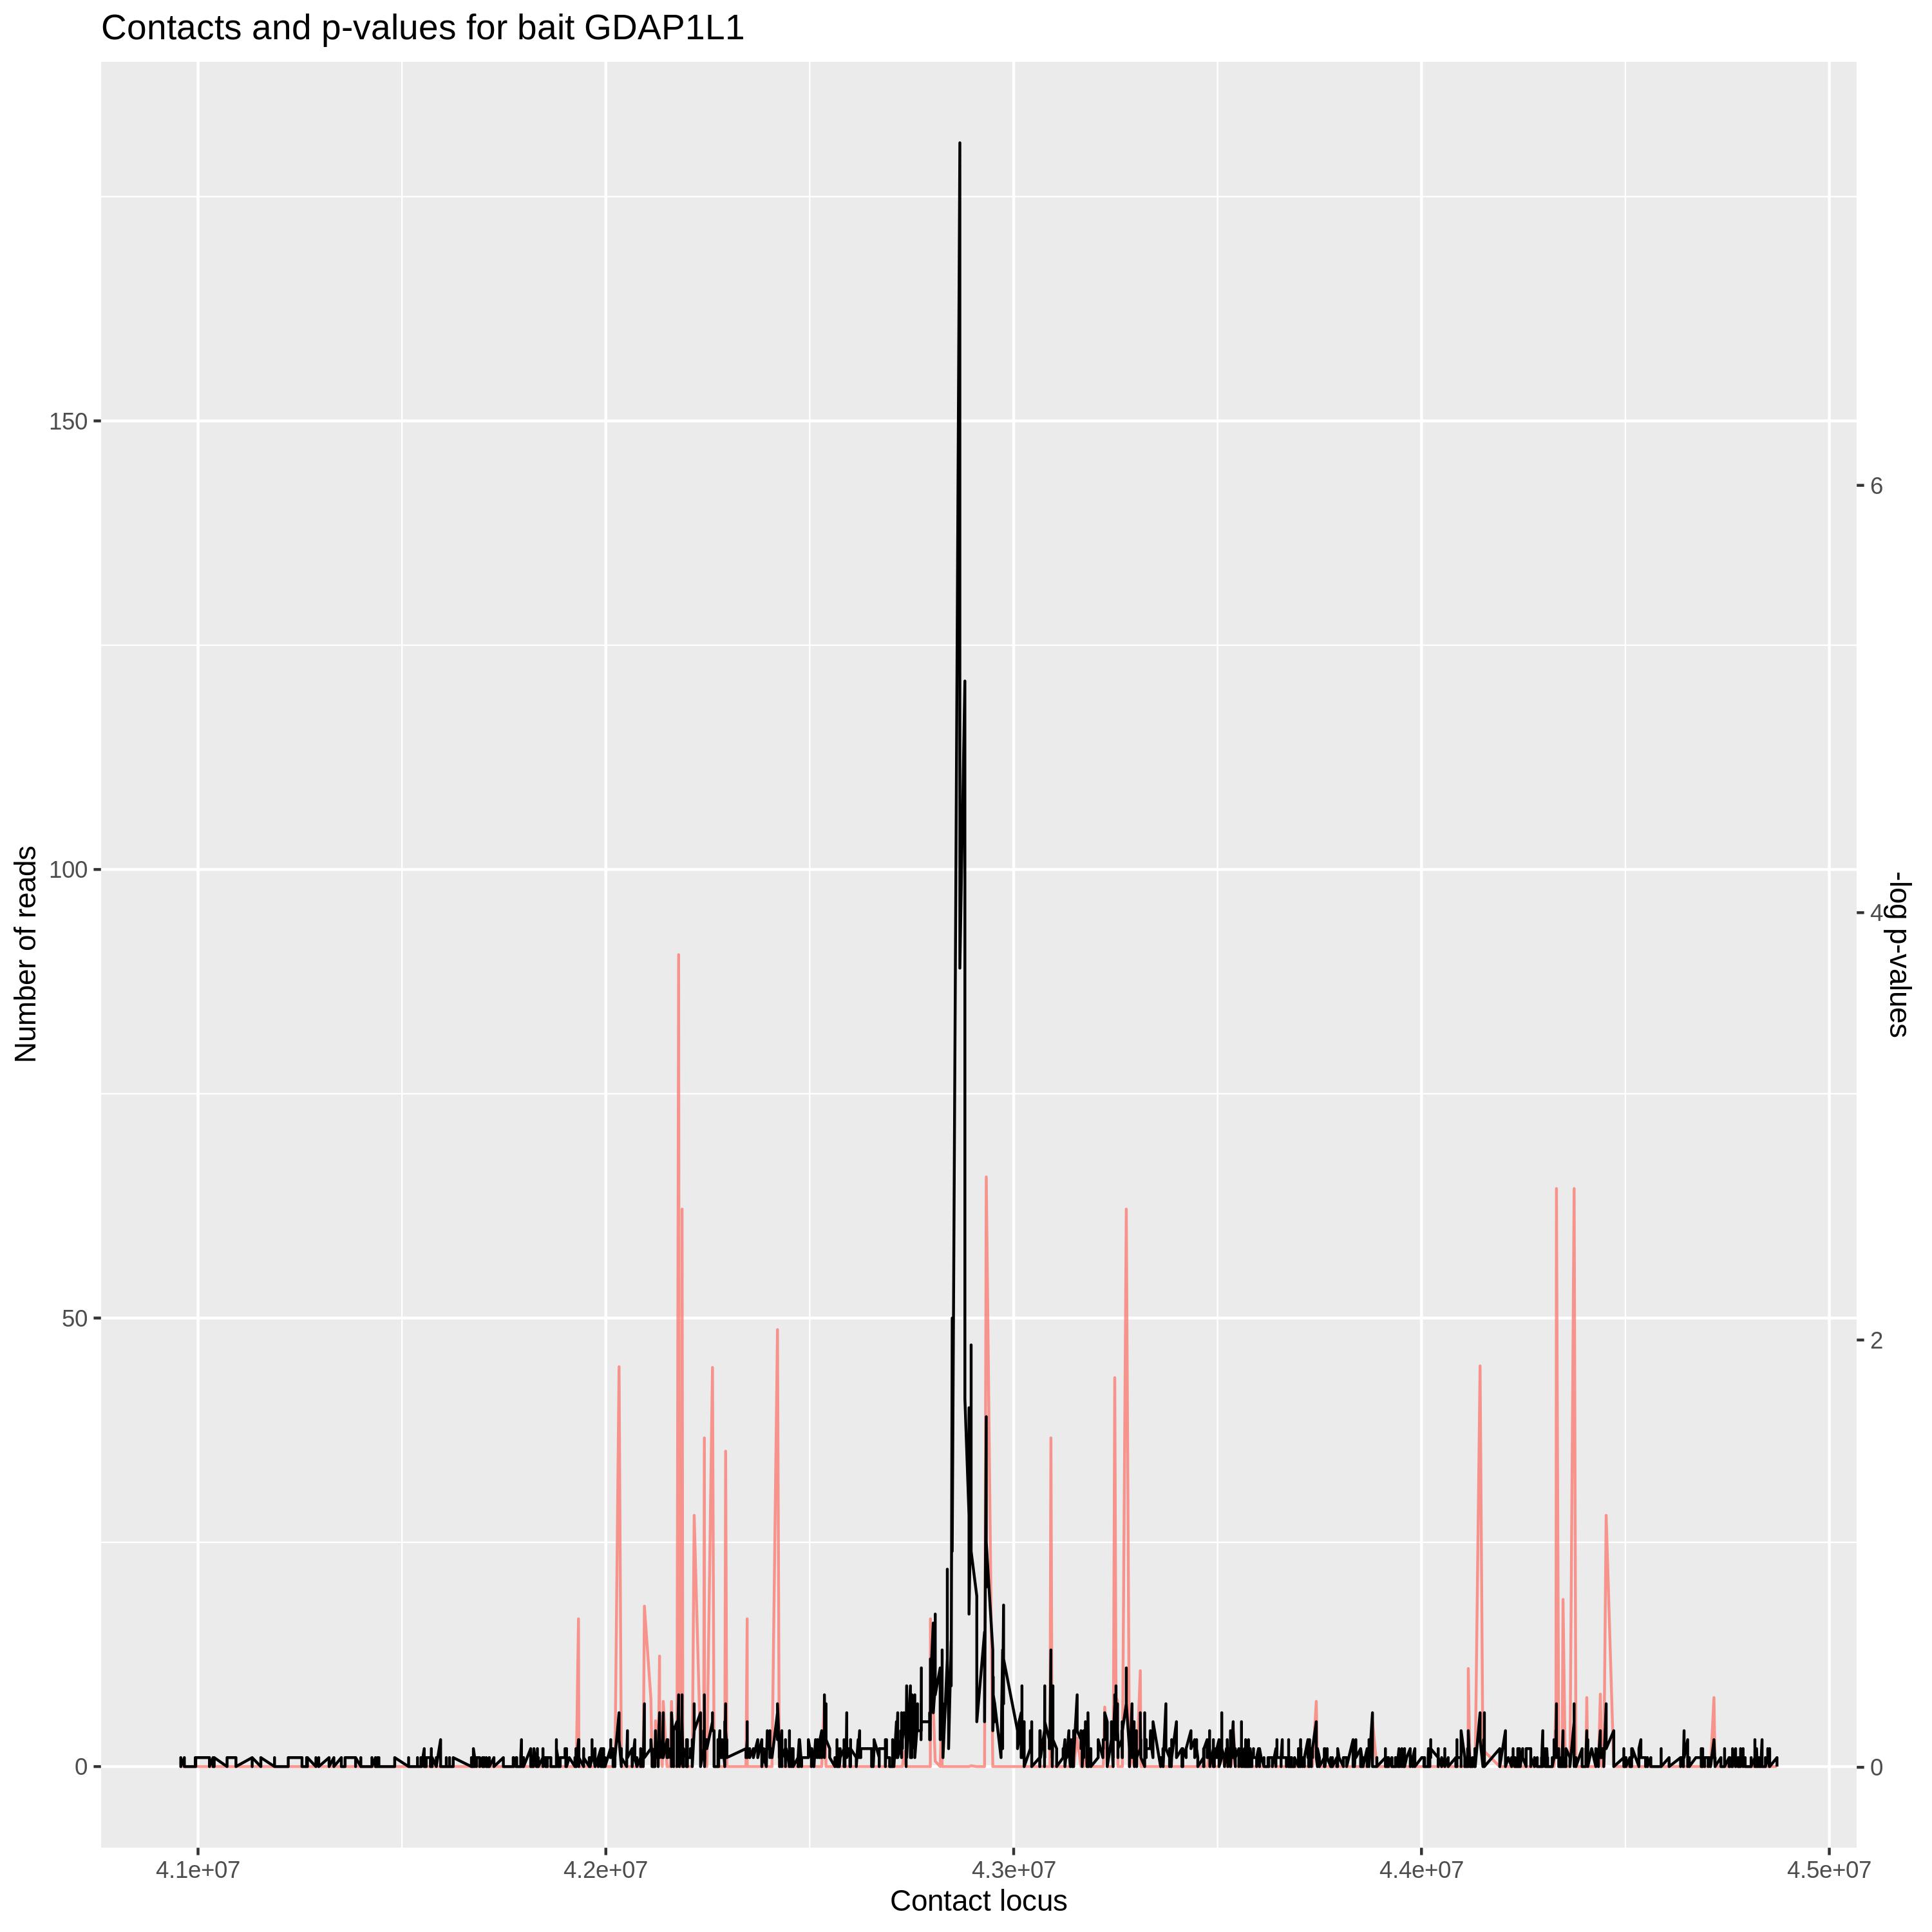 Contacts and p-values for bait GDAP1L1
Number of reads
150
100
50
0
6
4
2
0
-log p-values
4.1e+07
4.2e+07
4.3e+07
4.4e+07
4.5e+07
Contact locus